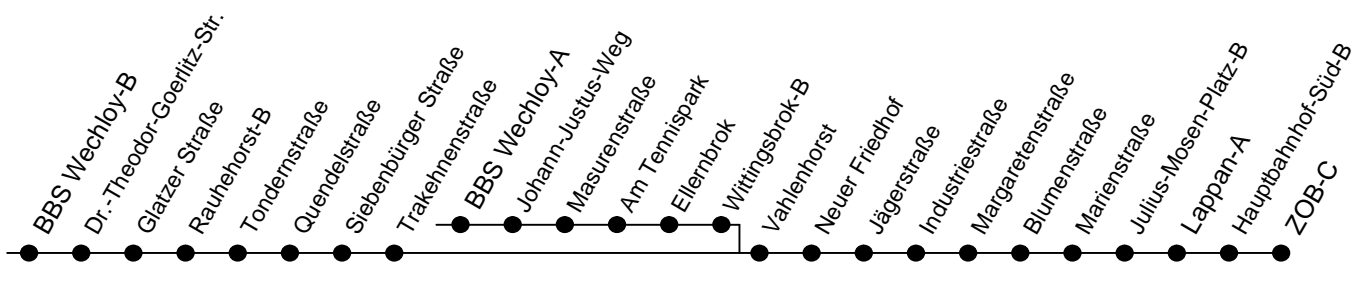 BBS Wechloy-B
Dr.-Theodor-Goerlitz-Str.
Glatzer Straße
Rauhehorst-B
Tondernstraße
Quendelstraße
Siebenbürger Straße
Trakehnenstraße
BBS Wechloy-A
Johann-Justus-Weg
Masurenstraße
Am Tennispark
Ellernbrok
Wittingsbrok-B
Vahlenhorst
Neuer Friedhof
Jägerstraße
Industriestraße
Margaretenstraße
Blumenstraße
Marienstraße
Julius-Mosen-Platz-B
Lappan-A
Hauptbahnhof-Süd-B
ZOB-C